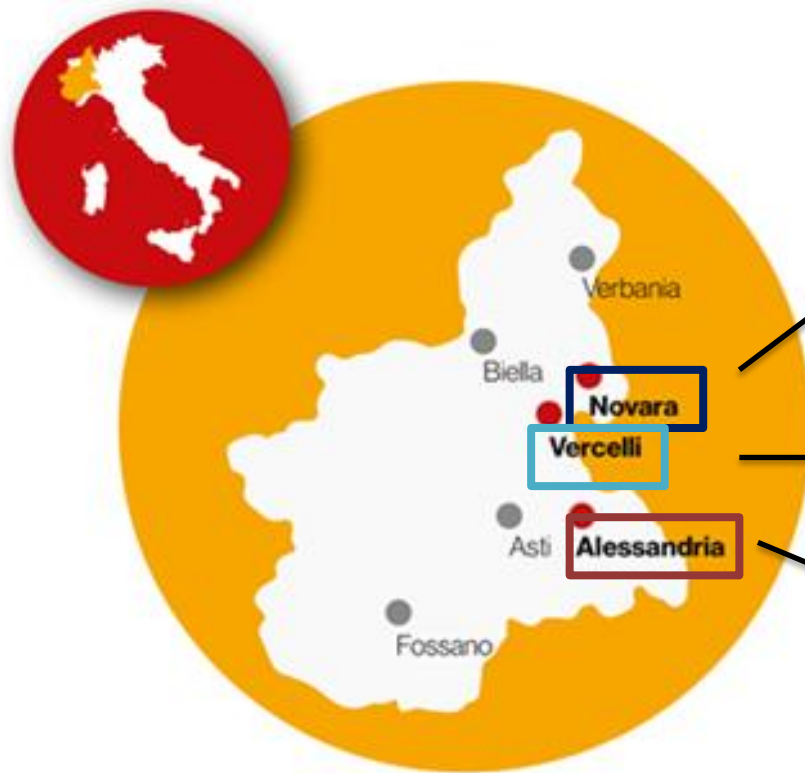 Verbania
Biella
Novara
Vercelli
Asti
Alessandria
Fossano